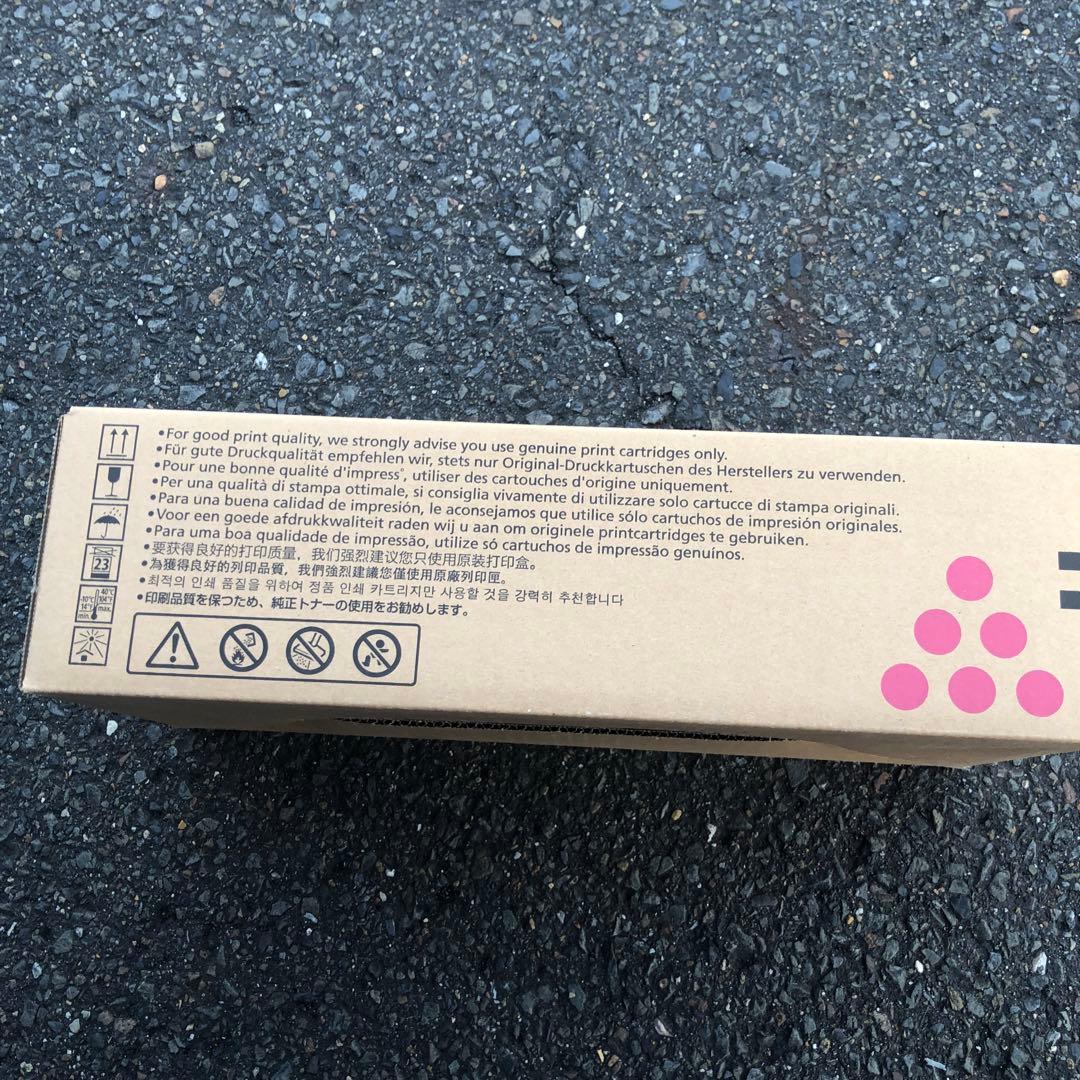 •For good print quality, we strongly advise you use genuine print cartridges only.
•Für gute Druckqualität empfehlen wir, stets nur Original-Druckkartuschen des Herstellers zu verwenden.
•Pour une bonne qualité d'impress°, utiliser des cartouches d'origine uniquement.
•Per una qualità di stampa ottimale, si consiglia vivamente di utilizzare solo cartucce di stampa originali.
•Para una buena calidad de impresión, le aconsejamos que utilice sólo cartuchos de impresión originales.
•Voor een goede afdrukkwaliteit raden wij u aan om originele printcartridges te gebruiken.
•Para uma boa qualidade de impressão, utilize só cartuchos de impressão genuínos.
•要获得良好的打印质量，我们强烈建议您只使用原装打印盒。
•為獲得良好的列印品質，我們強烈建議您僅使用原廠列印匣。
•최적의 인쇄 품질을 위하여 정품 인쇄 카트리지만 사용할 것을 강력히 추천합니다
•印刷品質を保つため、純正トナーの使用をお勧めします。
23
40°C
-10°C 104°F
14°F max.
min.